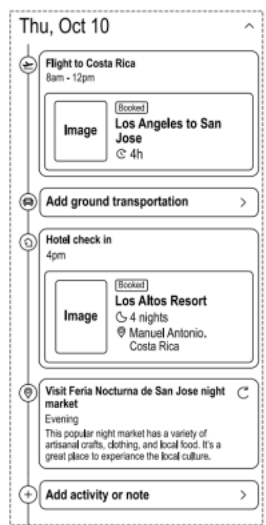 Thu, Oct 10
Flight to Costa Rica
8am - 12pm
Image
Booked
Los Angeles to San
Jose
4h
Add ground transportation
Hotel check in
4pm
Image
Booked
Los Altos Resort
4 nights
Manuel Antonio.
Costa Rica
Visit Feria Nocturna de San Jose night
market
Evening
This popular night market has a variety of
artisanal crafts, clothing, and local food. It's a
great place to experiance the local culture.
Add activity or note